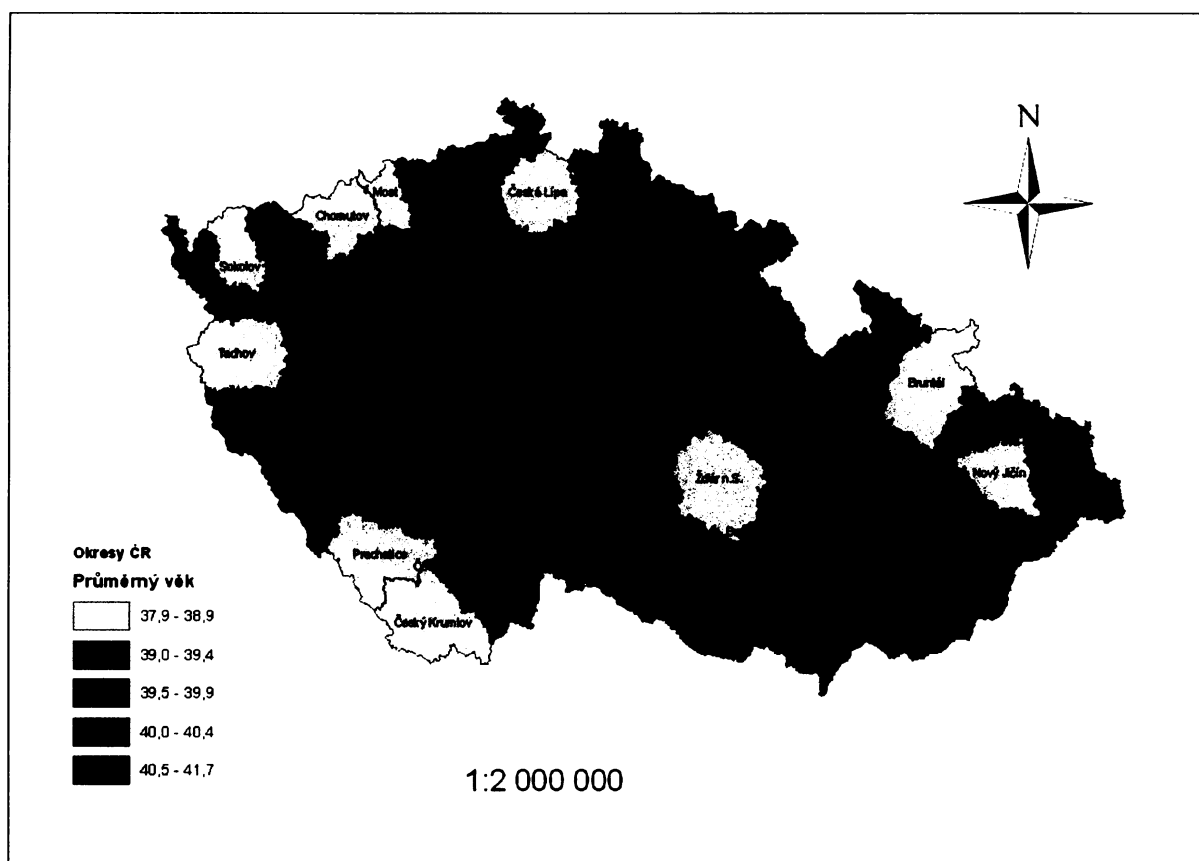 N
Most
Česká Lípa
Chomutov
Sokolov
Tachov
Bruntál
Nový Jičín
Žďár n.S.
Prachatice
Český Krumlov
Okresy ČR
Průměrný věk
37,9 - 38,9
39,0 - 39,4
39,5 - 39,9
40,0 - 40,4
40,5 - 41,7
1:2 000 000